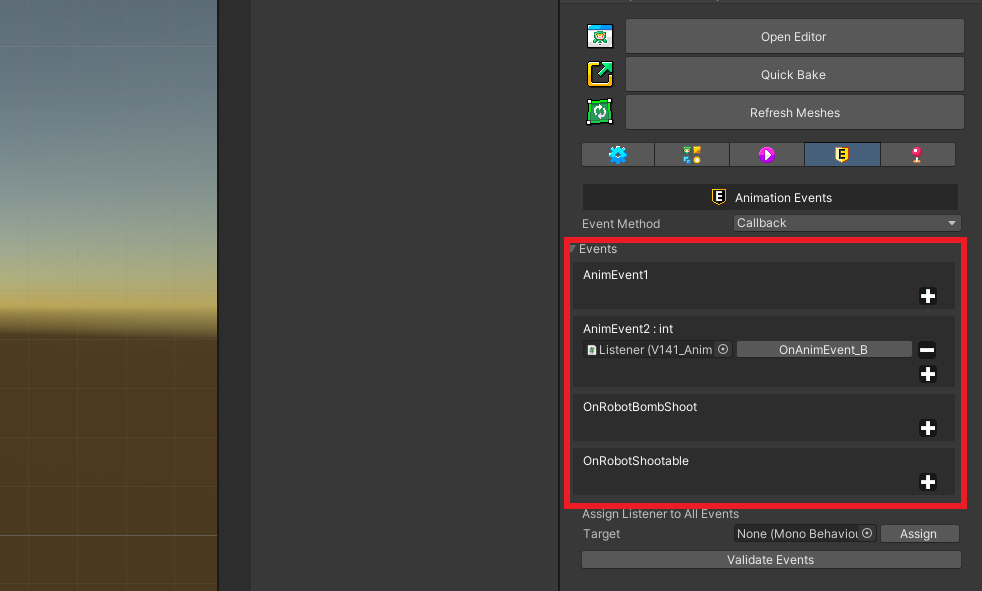 Open Editor
Quick Bake
Refresh Meshes
E
E Animation Events
Event Method Callback
Events
AnimEvent1
AnimEvent2 : int
Listener (V141_Anim OnAnimEvent_B
OnRobotBombShoot
OnRobotShootable
Assign Listener to All Events
Target None (Mono Behaviou Assign
Validate Events